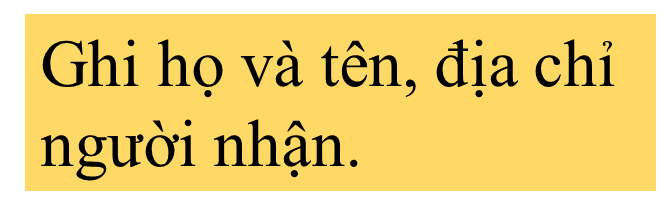 Ghi họ và tên, địa chỉ
người nhận.